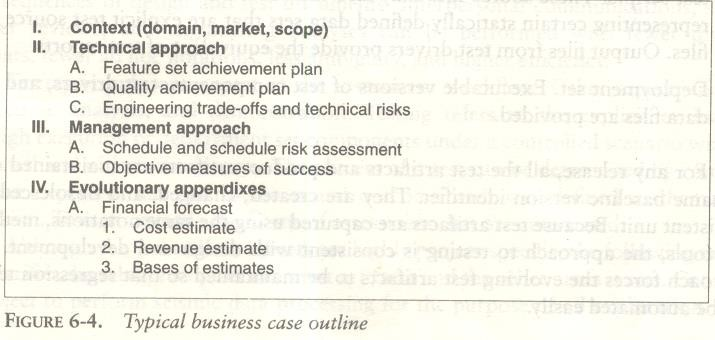 I. Context (domain, market, scope)
II. Technical approach
A. Feature set achievement plan
B. Quality achievement plan
C. Engineering trade-offs and technical risks
III. Management approach
A. Schedule and schedule risk assessment
B. Objective measures of success
IV. Evolutionary appendixes
A. Financial forecast
1. Cost estimate
2. Revenue estimate
3. Bases of estimates
FIGURE 6-4. Typical business case outline